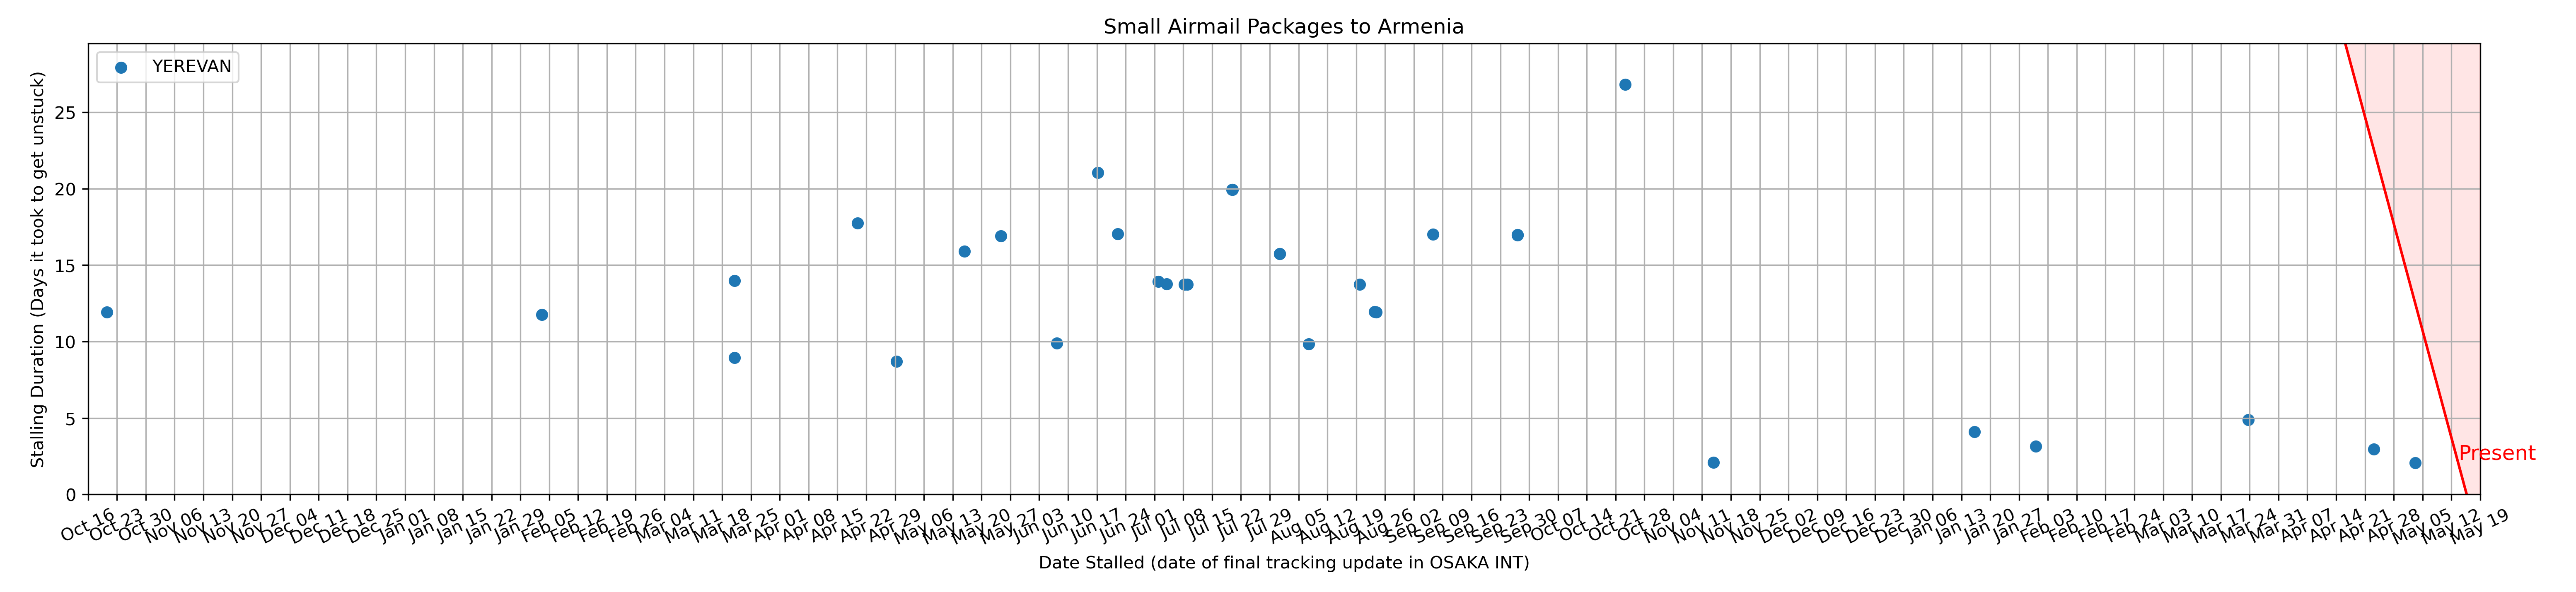 Small Airmail Packages to Armenia
YEREVAN
Stalling Duration (Days it took to get unstuck)
25
20
15
10
5
0
Present
Oct 16
Oct 23
Oct 30
Nov 06
Nov 13
Nov 20
Nov 27
Dec 04
Dec 11
Dec 18
Dec 25
Jan 01
Jan 08
Jan 15
Jan 22
Jan 29
Feb 05
Feb 12
Feb 19
Feb 26
Mar 04
Mar 11
Mar 18
Mar 25
Apr 01
Apr 08
Apr 15
Apr 22
Apr 29
May 06
May 13
May 20
May 27
Jun 03
Jun 10
Jun 17
Jun 24
Jul 01
Jul 08
Jul 15
Jul 22
Jul 29
Aug 05
Aug 12
Aug 19
Aug 26
Sep 02
Sep 09
Sep 16
Sep 23
Sep 30
Oct 07
Oct 14
Oct 21
Oct 28
Nov 04
Nov 11
Nov 18
Nov 25
Dec 02
Dec 09
Dec 16
Dec 23
Dec 30
Jan 06
Jan 13
Jan 20
Jan 27
Feb 03
Feb 10
Feb 17
Feb 24
Mar 03
Mar 10
Mar 17
Mar 24
Mar 31
Apr 07
Apr 14
Apr 21
Apr 28
May 05
May 12
May 19
Date Stalled (date of final tracking update in OSAKA INT)